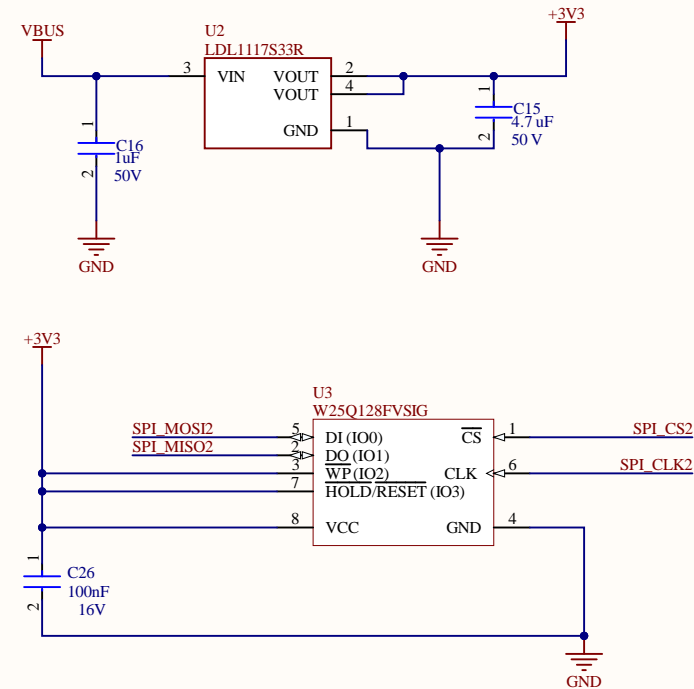 VBUS
+3V3
U2
LDL1117S33R
3
VIN
VOUT
2
VOUT
4
GND
1
1
2
C16
1uF
50V
1
2
C15
4.7 uF
50 V
GND
GND
+3V3
U3
W25Q128FVSIG
SPI_MOSI2
5
DI (IO0)
CS
1
SPI_CS2
SPI_MISO2
2
DO (IO1)
3
WP (IO2)
CLK
6
SPI_CLK2
7
HOLD/RESET (IO3)
8
VCC
GND
4
1
2
C26
100nF
16V
GND